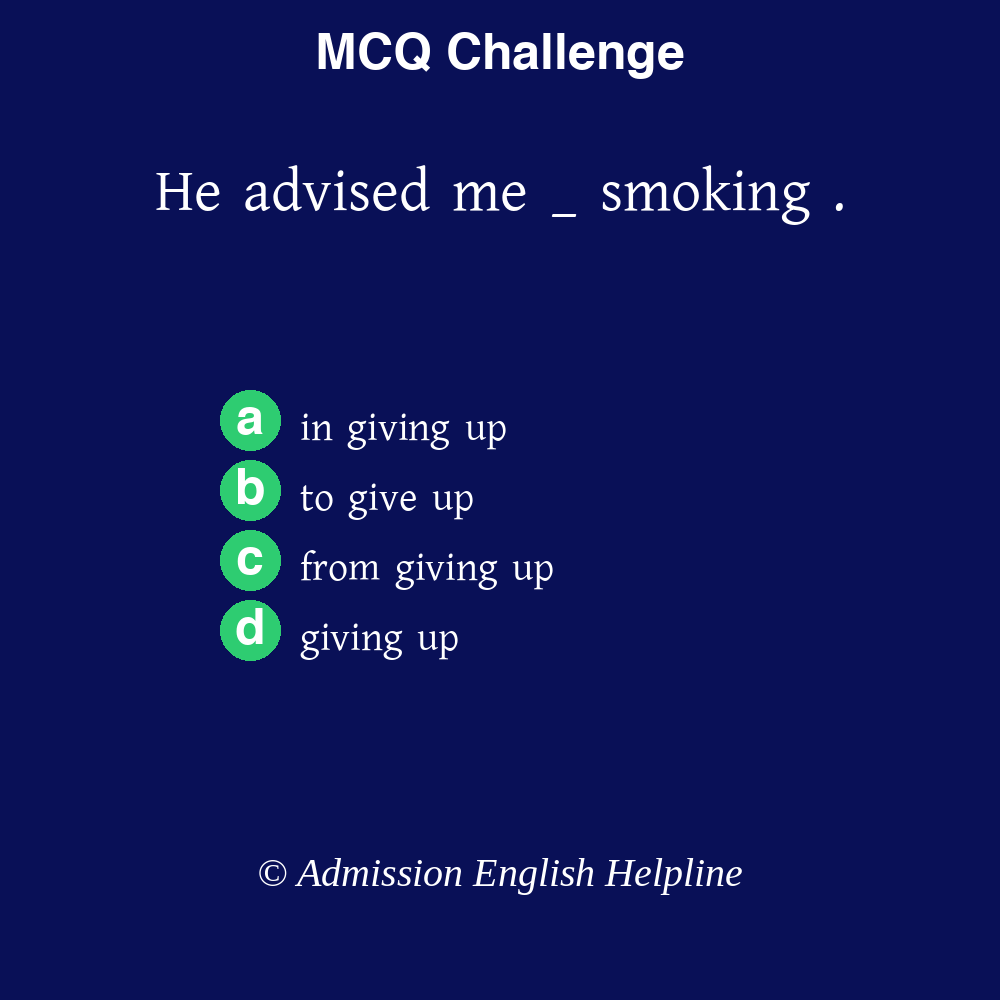 MCQ Challenge
He advised me _ smoking .
a in giving up
b to give up
c from giving up
d giving up
© Admission English Helpline